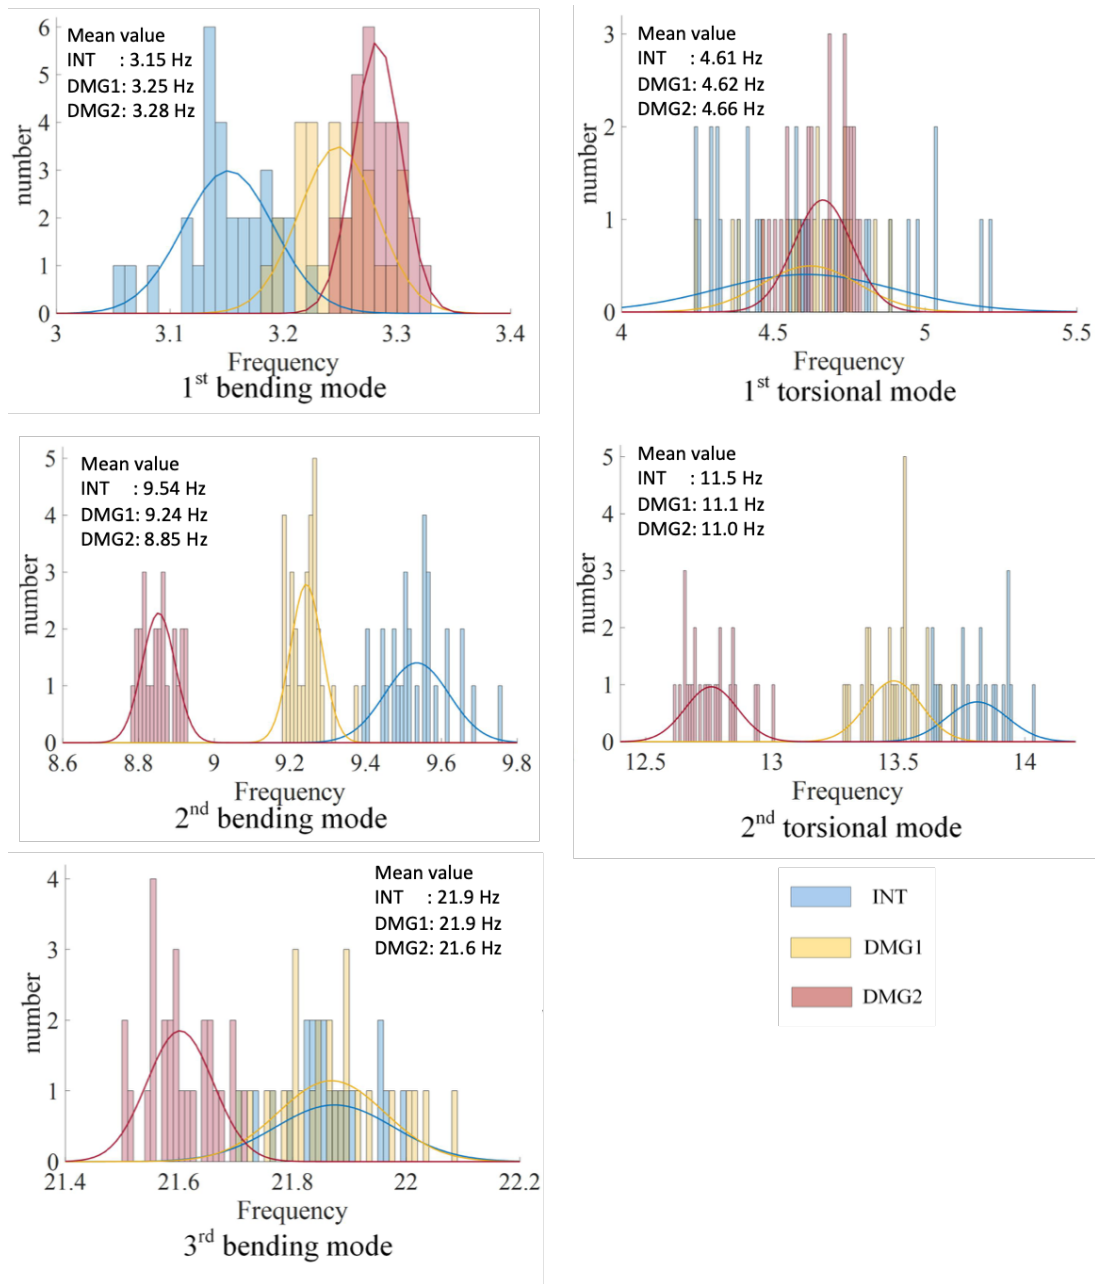 Mean value
INT : 3.15 Hz
DMG1: 3.25 Hz
DMG2: 3.28 Hz
number
6
5
4
3
2
1
0
3
3.1
3.2
3.3
3.4
Frequency
1st bending mode
Mean value
INT : 4.61 Hz
DMG1: 4.62 Hz
DMG2: 4.66 Hz
number
3
2
1
0
4
4.5
5
5.5
Frequency
1st torsional mode
Mean value
INT : 9.54 Hz
DMG1: 9.24 Hz
DMG2: 8.85 Hz
number
5
4
3
2
1
0
8.6
8.8
9
9.2
9.4
9.6
9.8
Frequency
2nd bending mode
Mean value
INT : 11.5 Hz
DMG1: 11.1 Hz
DMG2: 11.0 Hz
number
5
4
3
2
1
0
12.5
13
13.5
14
Frequency
2nd torsional mode
Mean value
INT : 21.9 Hz
DMG1: 21.9 Hz
DMG2: 21.6 Hz
number
4
3
2
1
0
21.4
21.6
21.8
22
22.2
Frequency
3rd bending mode
INT
DMG1
DMG2